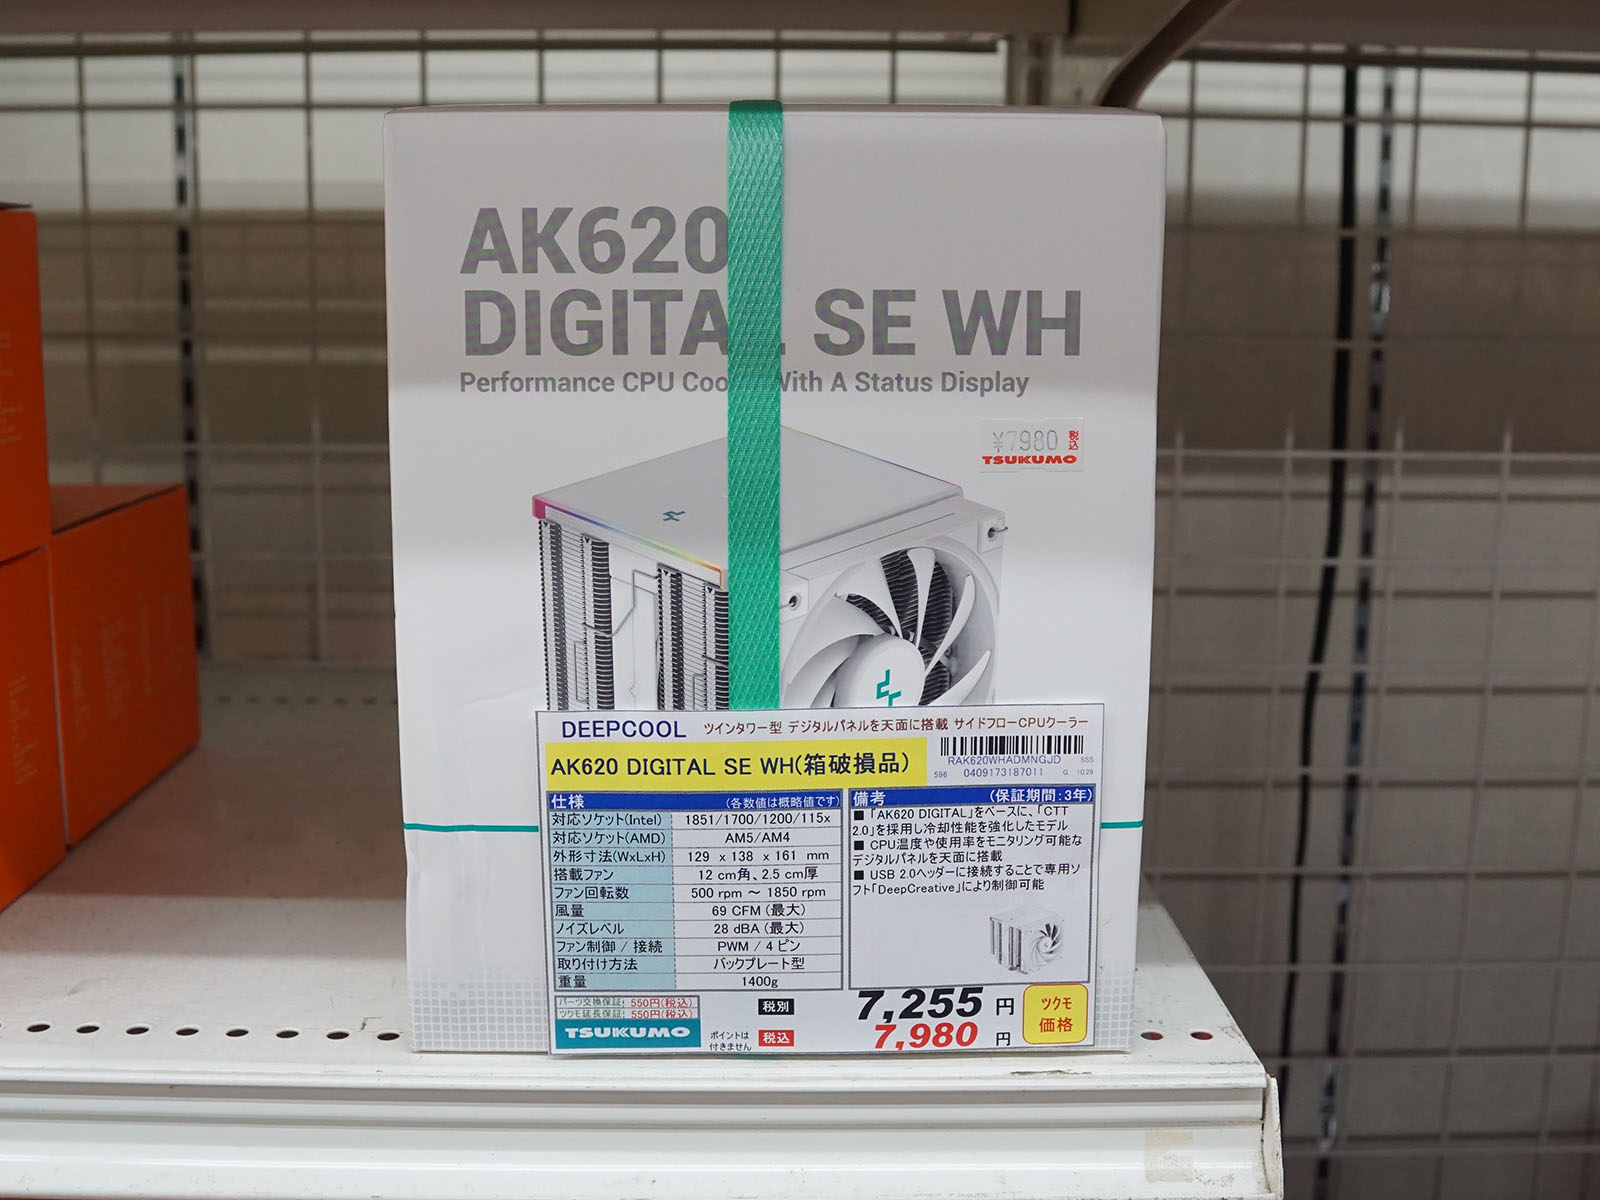 AK620
DIGITAL SE WH
Performance CPU Coo With A Status Display
¥7980 税込
TSUKUMO
DEEPCOOL ツインタワー型 デジタルパネルを天面に搭載 サイドフローCPUクーラー
AK620 DIGITAL SE WH(箱破損品)
RAK620WHADMNGJD SSS
596 0409173187011 G 10:29
仕様 (各数値は概略値です)
対応ソケット(Intel) 1851/1700/1200/115x
対応ソケット(AMD) AM5/AM4
外形寸法(WxLxH) 129 x 138 x 161 mm
搭載ファン 12 cm角、2.5 cm厚
ファン回転数 500 rpm ～ 1850 rpm
風量 69 CFM (最大)
ノイズレベル 28 dBA (最大)
ファン制御 / 接続 PWM / 4 ピン
取り付け方法 バックプレート型
重量 1400g
備考 (保証期間:3年)
■「AK620 DIGITAL」をベースに、「CTT
2.0」を採用し冷却性能を強化したモデル
■ CPU温度や使用率をモニタリング可能な
デジタルパネルを天面に搭載
■ USB 2.0ヘッダーに接続することで専用ソ
フト「DeepCreative」により制御可能
パーツ交換保証: 550円(税込)
ツクモ延長保証: 550円(税込)
TSUKUMO
ポイントは
付きません
税別 7,255 円
税込 7,980 円
ツクモ
価格